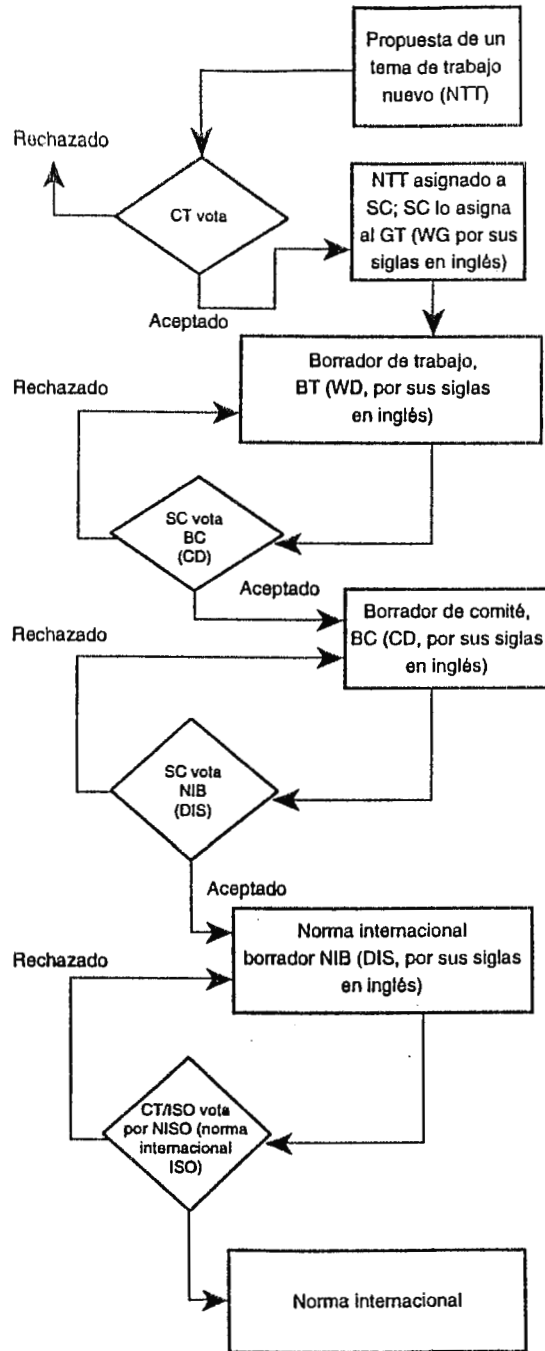 Propuesta de un
tema de trabajo
nuevo (NTT)
Rechazado
CT vota
NTT asignado a
SC; SC lo asigna
al GT (WG por sus
siglas en inglés)
Aceptado
Borrador de trabajo,
BT (WD, por sus siglas
en inglés)
Rechazado
SC vota
BC
(CD)
Aceptado
Borrador de comité,
BC (CD, por sus siglas
en inglés)
Rechazado
SC vota
NIB
(DIS)
Aceptado
Norma internacional
borrador NIB (DIS, por sus siglas
en inglés)
Rechazado
CT/ISO vota
por NISO (norma
internacional
ISO)
Norma internacional